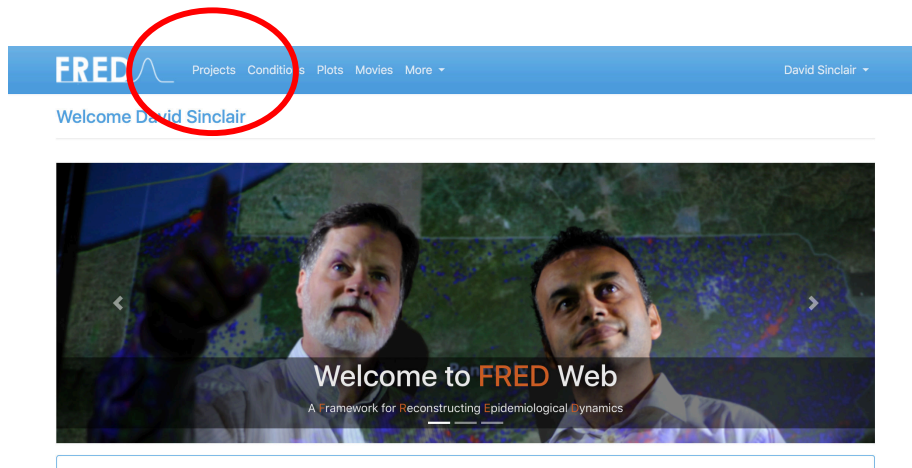 FRED Projects Conditions Plots Movies More David Sinclair
Welcome David Sinclair
Welcome to FRED Web
A Framework for Reconstructing Epidemiological Dynamics